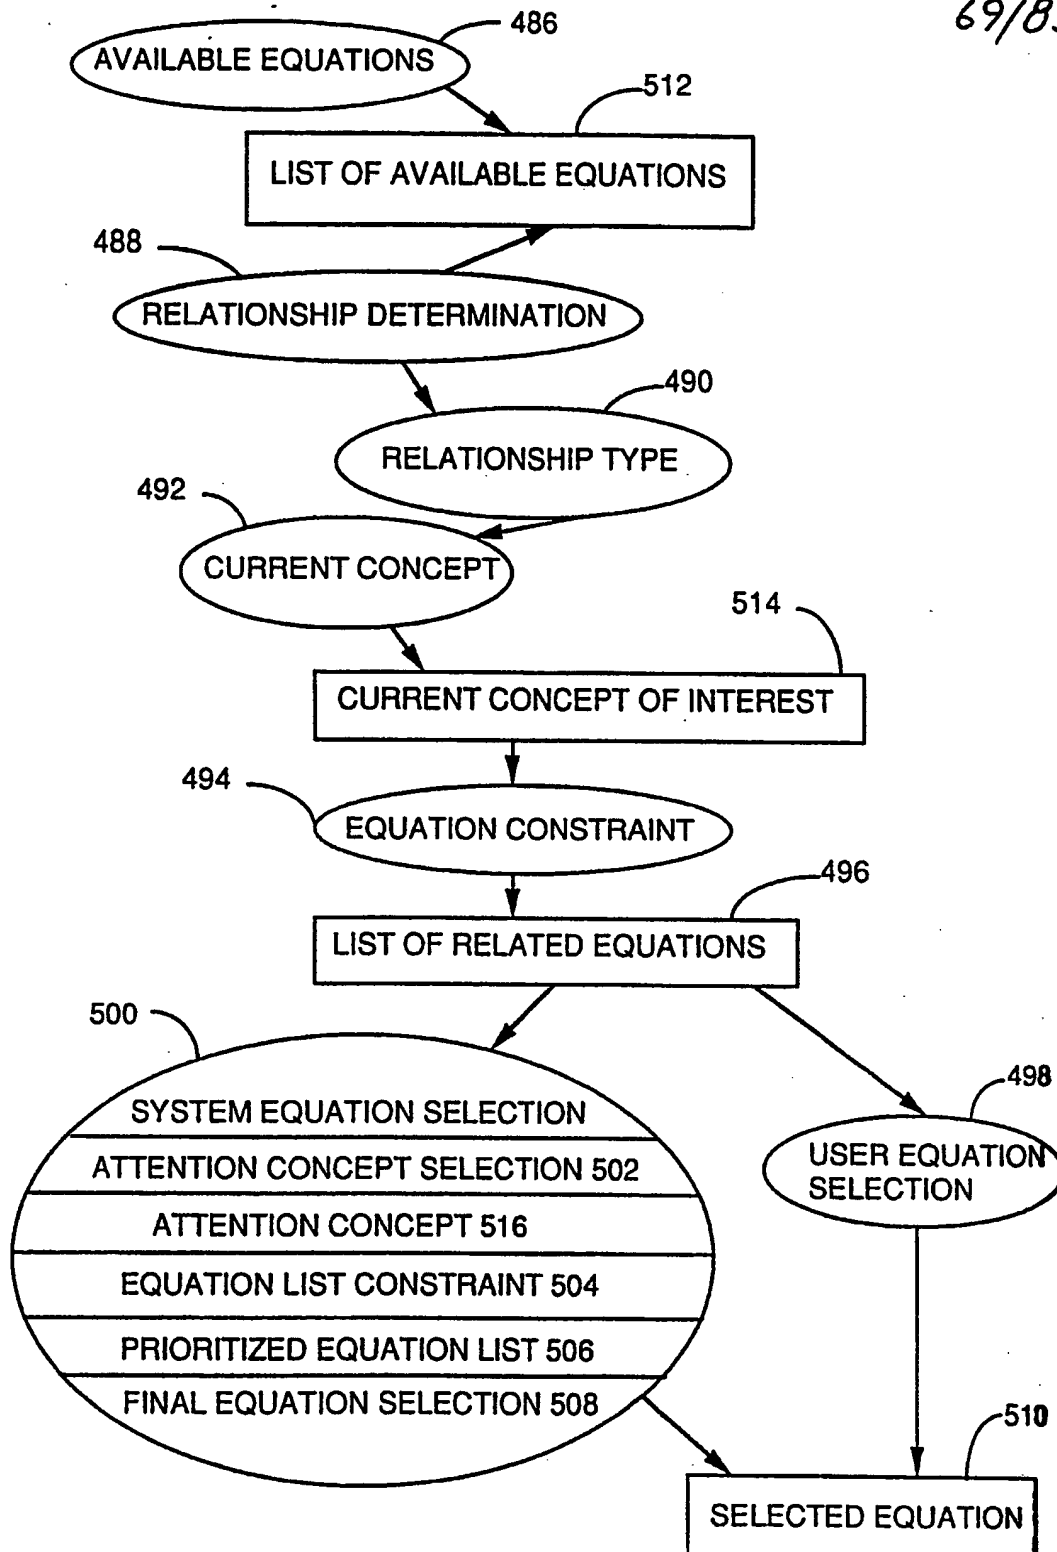 69/8
486
AVAILABLE EQUATIONS
512
LIST OF AVAILABLE EQUATIONS
488
RELATIONSHIP DETERMINATION
490
RELATIONSHIP TYPE
492
CURRENT CONCEPT
514
CURRENT CONCEPT OF INTEREST
494
EQUATION CONSTRAINT
496
LIST OF RELATED EQUATIONS
500
SYSTEM EQUATION SELECTION
ATTENTION CONCEPT SELECTION 502
ATTENTION CONCEPT 516
EQUATION LIST CONSTRAINT 504
PRIORITIZED EQUATION LIST 506
FINAL EQUATION SELECTION 508
498
USER EQUATION
SELECTION
510
SELECTED EQUATION